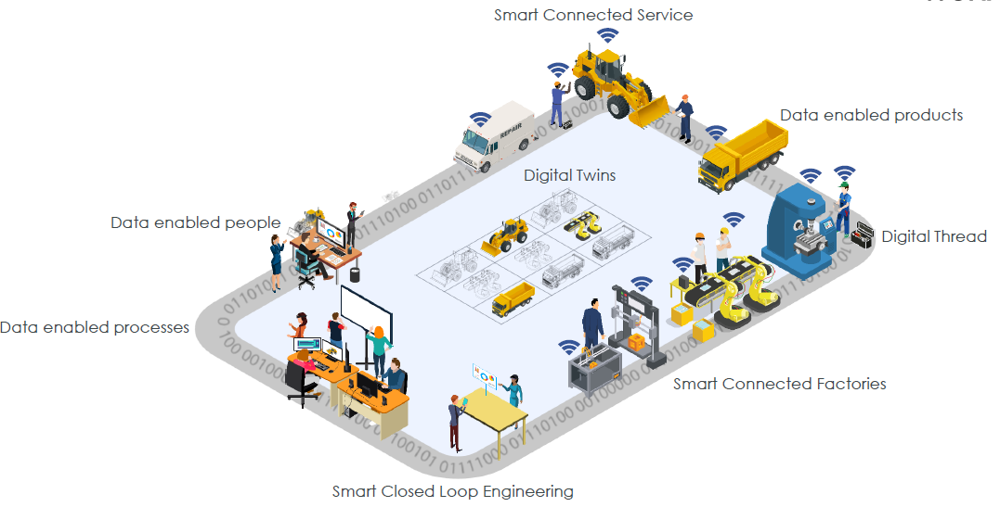 Smart Connected Service
Data enabled products
REPAIR
Digital Twins
Data enabled people
Digital Thread
Data enabled processes
Smart Connected Factories
Smart Closed Loop Engineering